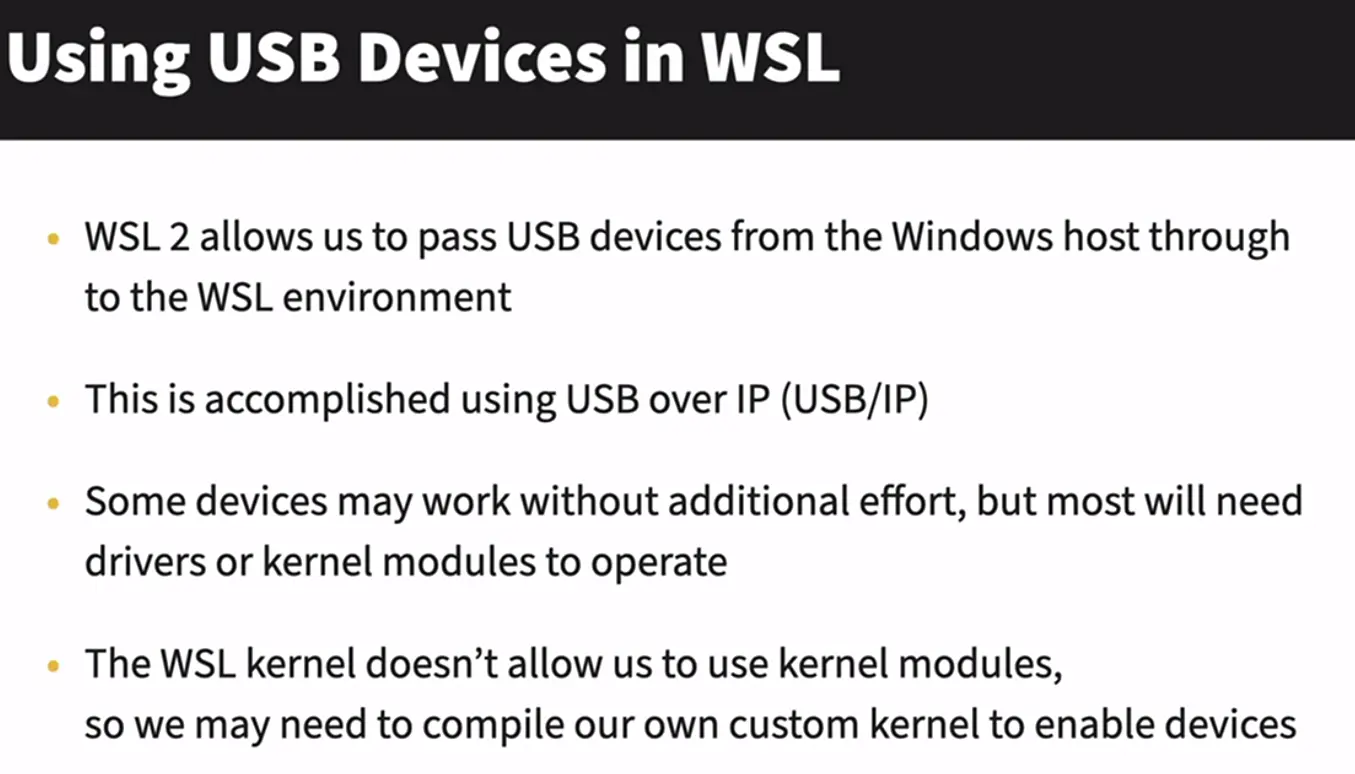 Using USB Devices in WSL
• WSL 2 allows us to pass USB devices from the Windows host through
to the WSL environment
• This is accomplished using USB over IP (USB/IP)
• Some devices may work without additional effort, but most will need
drivers or kernel modules to operate
• The WSL kernel doesn’t allow us to use kernel modules,
so we may need to compile our own custom kernel to enable devices